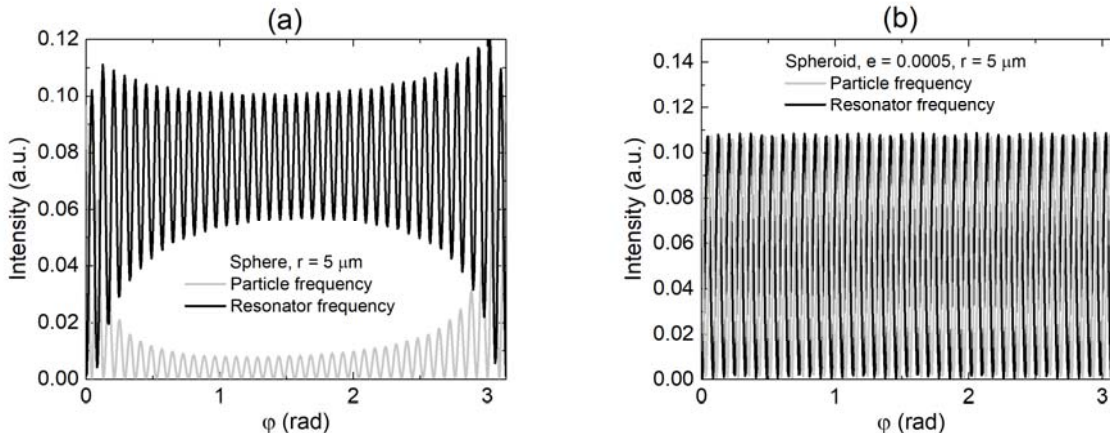 (a)
0.12
0.10
0.08
0.06
0.04
0.02
0.00
Intensity (a.u.)
Sphere, r = 5 μm
Particle frequency
Resonator frequency
0
1
2
3
φ (rad)
(b)
0.14
0.12
0.10
0.08
0.06
0.04
0.02
0.00
Intensity (a.u.)
Spheroid, e = 0.0005, r = 5 μm
Particle frequency
Resonator frequency
0
1
2
3
φ (rad)